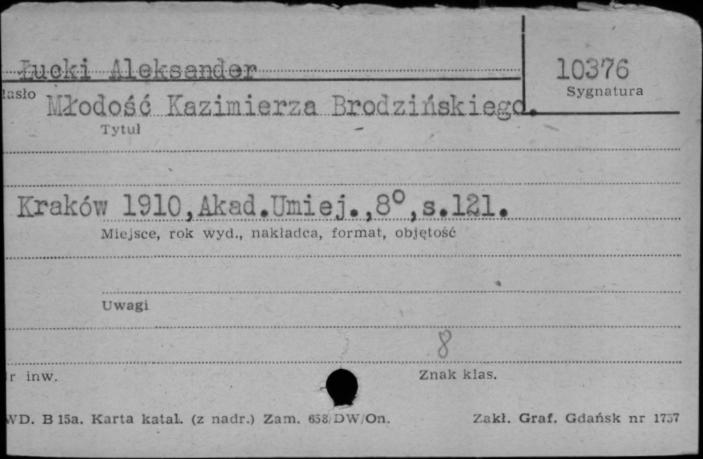 Łucki Aleksander
10376
Sygnatura
asło
Młodość Kazimierza Brodzińskiego.
Tytuł
Kraków 1910,Akad.Umiej.,8°,s.121.
Miejsce, rok wyd., nakładca, format, objętość
Uwagi
8
r inw.
Znak klas.
WD. B 15a. Karta katal. (z nadr.) Zam. 658/DW/On.
Zakł. Graf. Gdańsk nr 1737